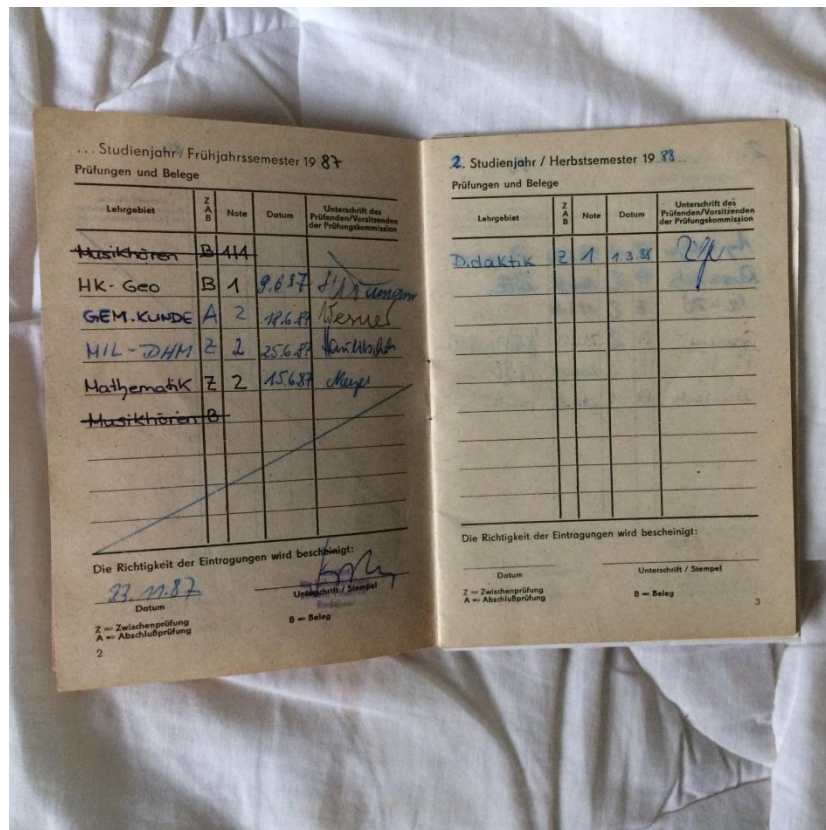 ... Studienjahr / Frühjahrssemester 19 87
Prüfungen und Belege
Lehrgebiet Z A B Note Datum Unterschrift des Prüfenden/Vorsitzenden der Prüfungskommission
Musikhören B
HK-Geo B 1 9.6.87
GEM.KUNDE A 2 18.6.87 Werner
MIL-DHM Z 2 25.6.87
Mathematik Z 2 15.6.87
Musikhören B
Die Richtigkeit der Eintragungen wird bescheinigt:
23.11.87
Datum Unterschrift / Stempel
Z = Zwischenprüfung
A = Abschlußprüfung B = Beleg
2
2. Studienjahr / Herbstsemester 19 88
Prüfungen und Belege
Lehrgebiet Z A B Note Datum Unterschrift des Prüfenden/Vorsitzenden der Prüfungskommission
Didaktik Z 1 1.3.88
Die Richtigkeit der Eintragungen wird bescheinigt:
Datum Unterschrift / Stempel
Z = Zwischenprüfung B = Beleg
A = Abschlußprüfung
3